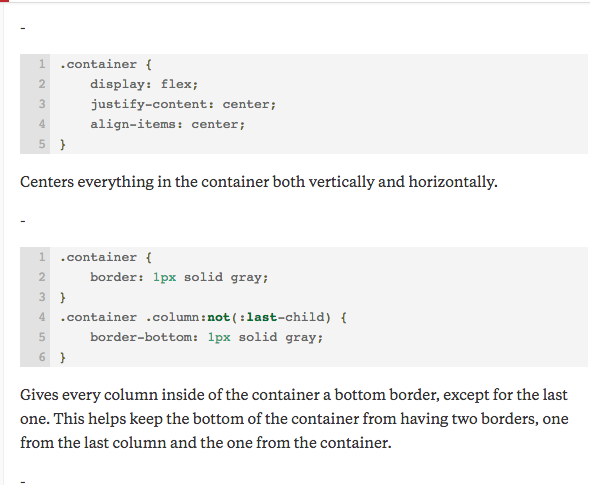 -
1 .container {
2     display: flex;
3     justify-content: center;
4     align-items: center;
5 }
Centers everything in the container both vertically and horizontally.
-
1 .container {
2     border: 1px solid gray;
3 }
4 .container .column:not(:last-child) {
5     border-bottom: 1px solid gray;
6 }
Gives every column inside of the container a bottom border, except for the last
one. This helps keep the bottom of the container from having two borders, one
from the last column and the one from the container.
-